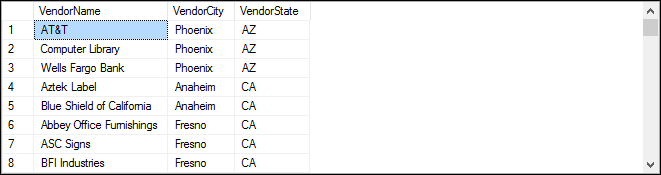 VendorName VendorCity VendorState
1 AT&T Phoenix AZ
2 Computer Library Phoenix AZ
3 Wells Fargo Bank Phoenix AZ
4 Aztek Label Anaheim CA
5 Blue Shield of California Anaheim CA
6 Abbey Office Furnishings Fresno CA
7 ASC Signs Fresno CA
8 BFI Industries Fresno CA